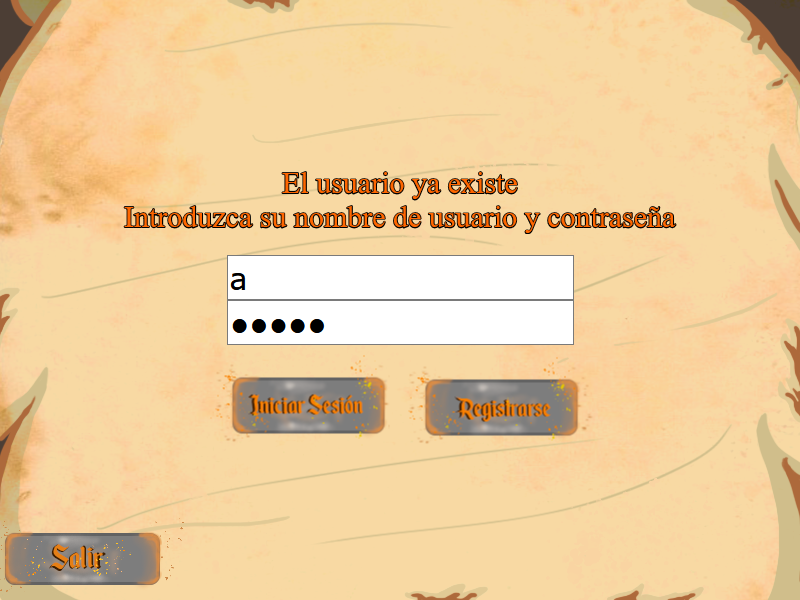 El usuario ya existe
Introduzca su nombre de usuario y contraseña
a
●●●●●
Iniciar Sesión
Registrarse
Salir